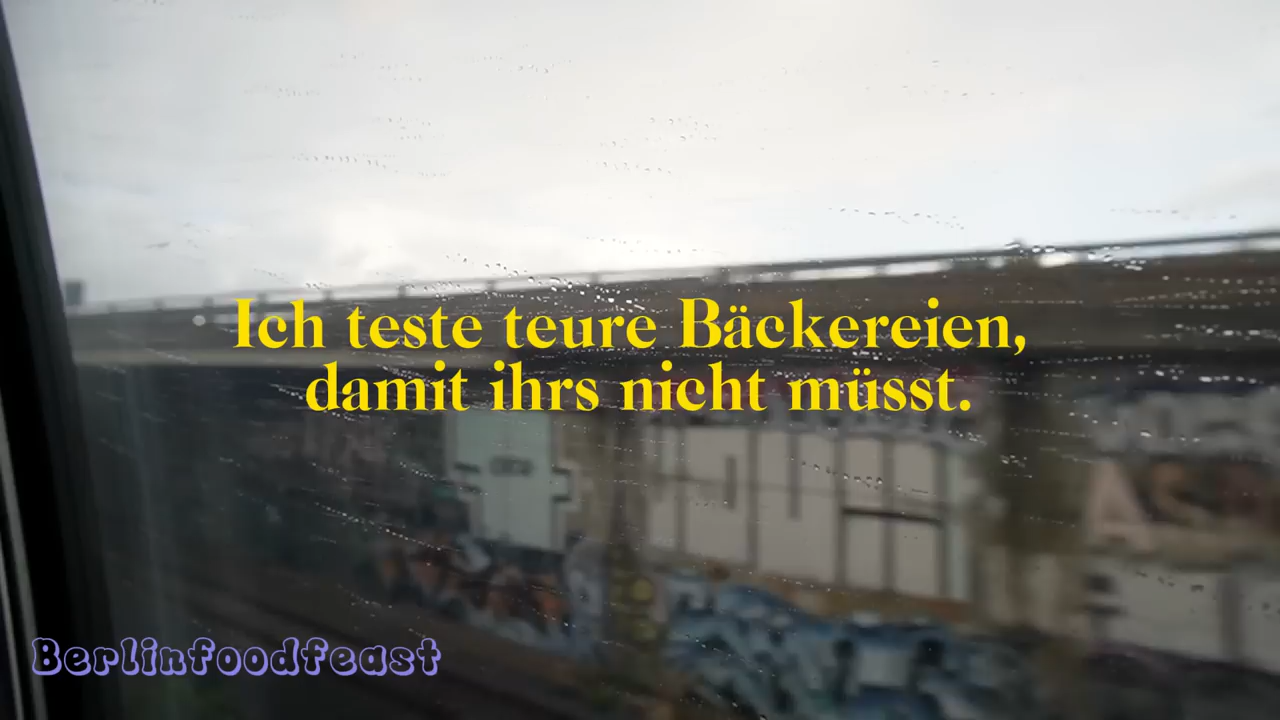 Ich teste teure Bäckereien,
damit ihrs nicht müsst.
Berlinfoodfeast